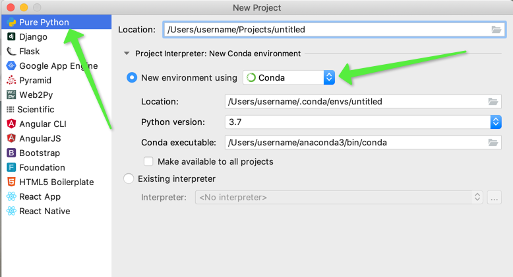 New Project
Pure Python
Django
Flask
Google App Engine
Pyramid
Web2Py
Scientific
Angular CLI
AngularJS
Bootstrap
Foundation
HTML5 Boilerplate
React App
React Native
Location: /Users/username/Projects/untitled
Project Interpreter: New Conda environment
New environment using Conda
Location: /Users/username/.conda/envs/untitled
Python version: 3.7
Conda executable: /Users/username/anaconda3/bin/conda
Make available to all projects
Existing interpreter
Interpreter: <No interpreter> ...